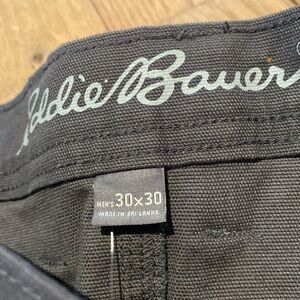 Eddie Bauer
MEN'S 30x30
MADE IN SRI LANKA